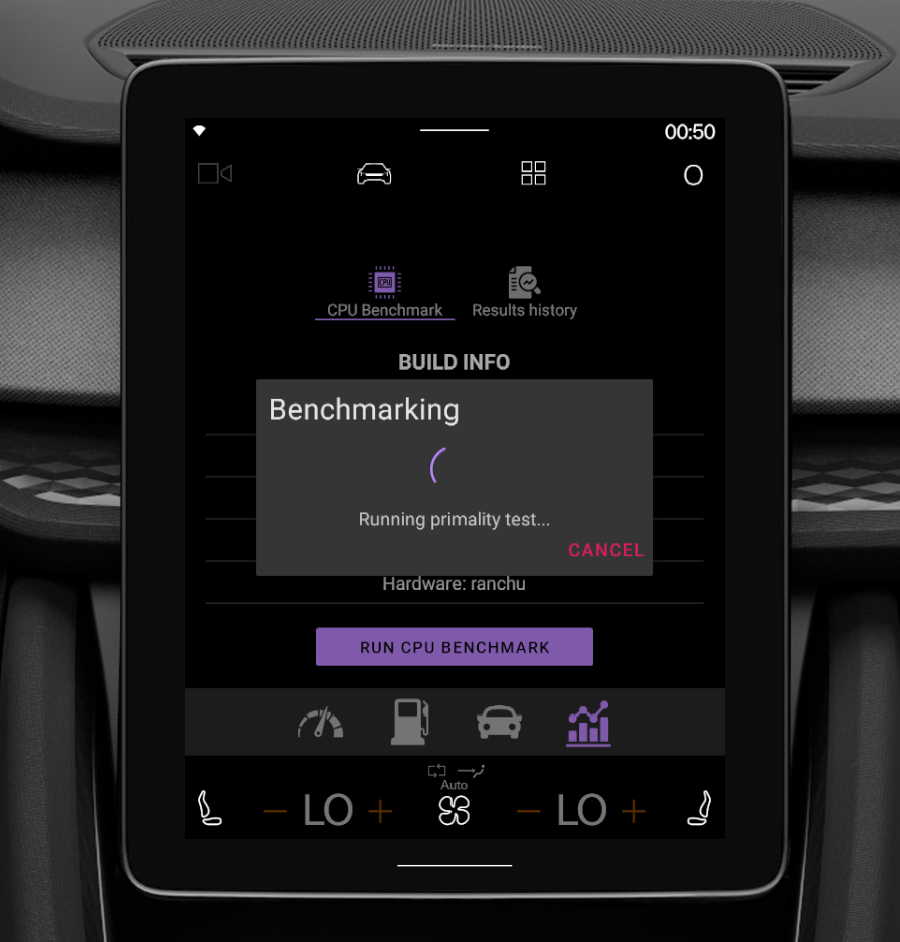 00:50
CPU
CPU Benchmark
Results history
BUILD INFO
Benchmarking
Running primality test...
CANCEL
Hardware: ranchu
RUN CPU BENCHMARK
Auto
LO
LO